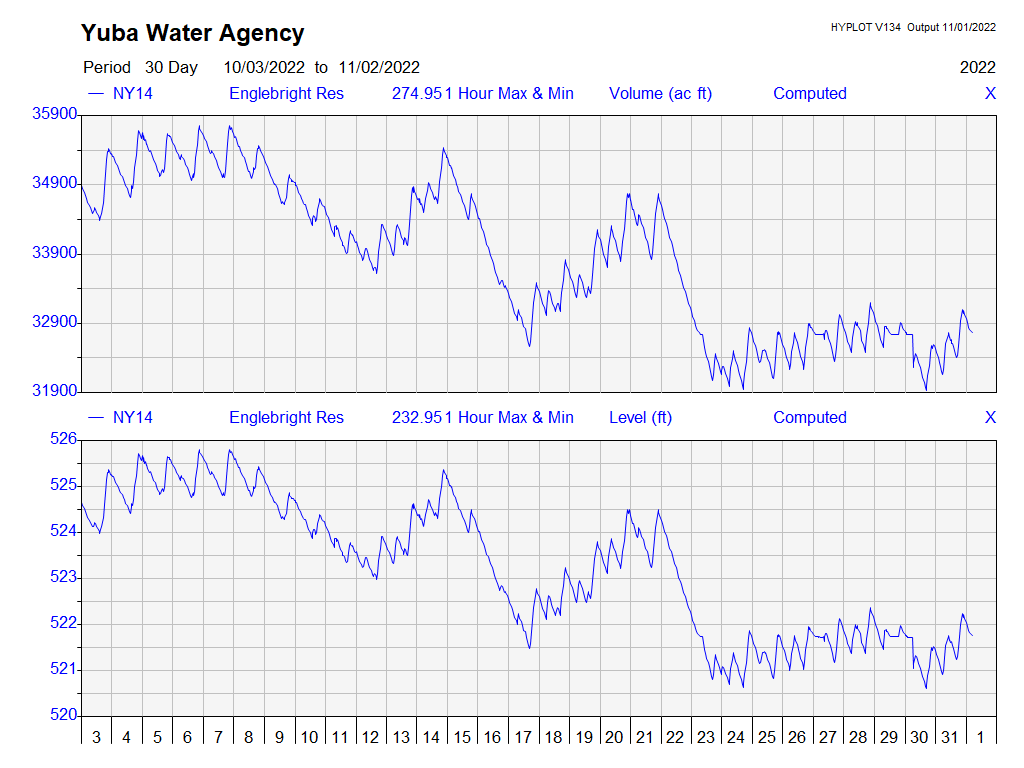 Yuba Water Agency
HYPLOT V134 Output 11/01/2022
Period 30 Day 10/03/2022 to 11/02/2022 2022
NY14 Englebright Res 274.951 Hour Max & Min Volume (ac ft) Computed X
35900
34900
33900
32900
31900
NY14 Englebright Res 232.951 Hour Max & Min Level (ft) Computed X
526
525
524
523
522
521
520
3 4 5 6 7 8 9 10 11 12 13 14 15 16 17 18 19 20 21 22 23 24 25 26 27 28 29 30 31 1